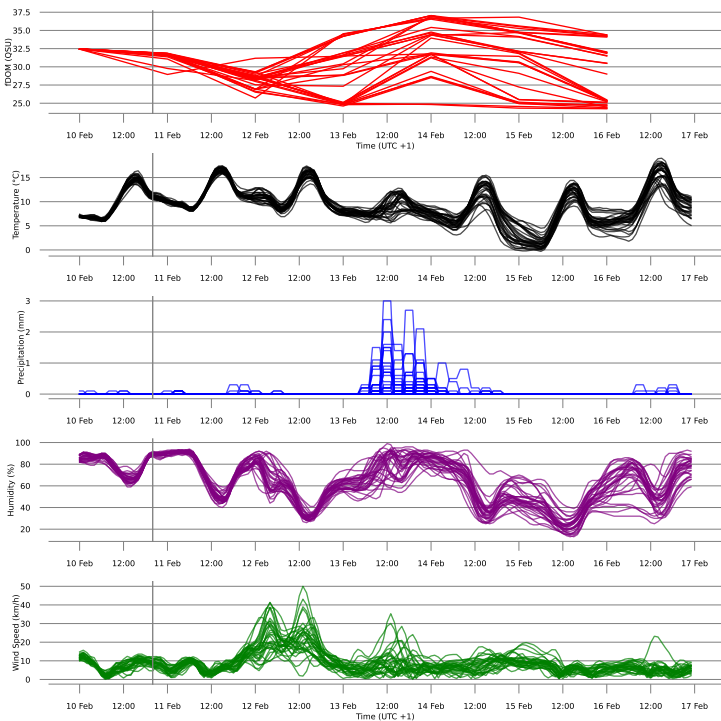 37.5
35.0
32.5
30.0
27.5
25.0
fDOM (QSU)
10 Feb 12:00 11 Feb 12:00 12 Feb 12:00 13 Feb 12:00 14 Feb 12:00 15 Feb 12:00 16 Feb 12:00 17 Feb
Time (UTC +1)
15
10
5
0
Temperature (°C)
10 Feb 12:00 11 Feb 12:00 12 Feb 12:00 13 Feb 12:00 14 Feb 12:00 15 Feb 12:00 16 Feb 12:00 17 Feb
3
2
1
0
Precipitation (mm)
10 Feb 12:00 11 Feb 12:00 12 Feb 12:00 13 Feb 12:00 14 Feb 12:00 15 Feb 12:00 16 Feb 12:00 17 Feb
100
80
60
40
20
Humidity (%)
10 Feb 12:00 11 Feb 12:00 12 Feb 12:00 13 Feb 12:00 14 Feb 12:00 15 Feb 12:00 16 Feb 12:00 17 Feb
50
40
30
20
10
0
Wind Speed (km/h)
10 Feb 12:00 11 Feb 12:00 12 Feb 12:00 13 Feb 12:00 14 Feb 12:00 15 Feb 12:00 16 Feb 12:00 17 Feb
Time (UTC +1)